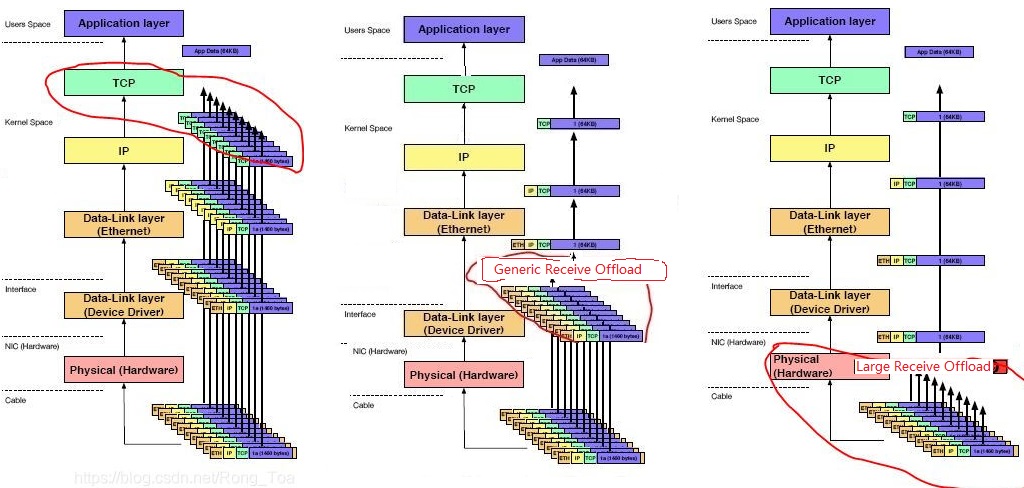 Users Space
Application layer
App Data (64KB)
TCP
Kernel Space
TCP 1a (1460 bytes)
IP
IP TCP 1a (1460 bytes)
Data-Link layer
(Ethernet)
ETH IP TCP 1a (1460 bytes)
Interface
Data-Link layer
(Device Driver)
NIC (Hardware)
Physical (Hardware)
Cable
ETH IP TCP 1a (1460 bytes)
https://blog.csdn.net/Rong_Toa
Users Space
Application layer
App Data (64KB)
TCP
TCP 1 (64KB)
Kernel Space
IP
IP TCP 1 (64KB)
Data-Link layer
(Ethernet)
ETH IP TCP 1 (64KB)
Generic Receive Offload
Interface
Data-Link layer
(Device Driver)
ETH IP TCP 1a (1460 bytes)
NIC (Hardware)
Physical (Hardware)
Cable
ETH IP TCP 1a (1460 bytes)
Users Space
Application layer
App Data (64KB)
TCP
TCP 1 (64KB)
Kernel Space
IP
IP TCP 1 (64KB)
Data-Link layer
(Ethernet)
ETH IP TCP 1 (64KB)
Interface
Data-Link layer
(Device Driver)
NIC (Hardware)
ETH IP TCP 1 (64KB)
Physical
(Hardware)
Large Receive Offload
Cable
ETH IP TCP 1a (1460 bytes)